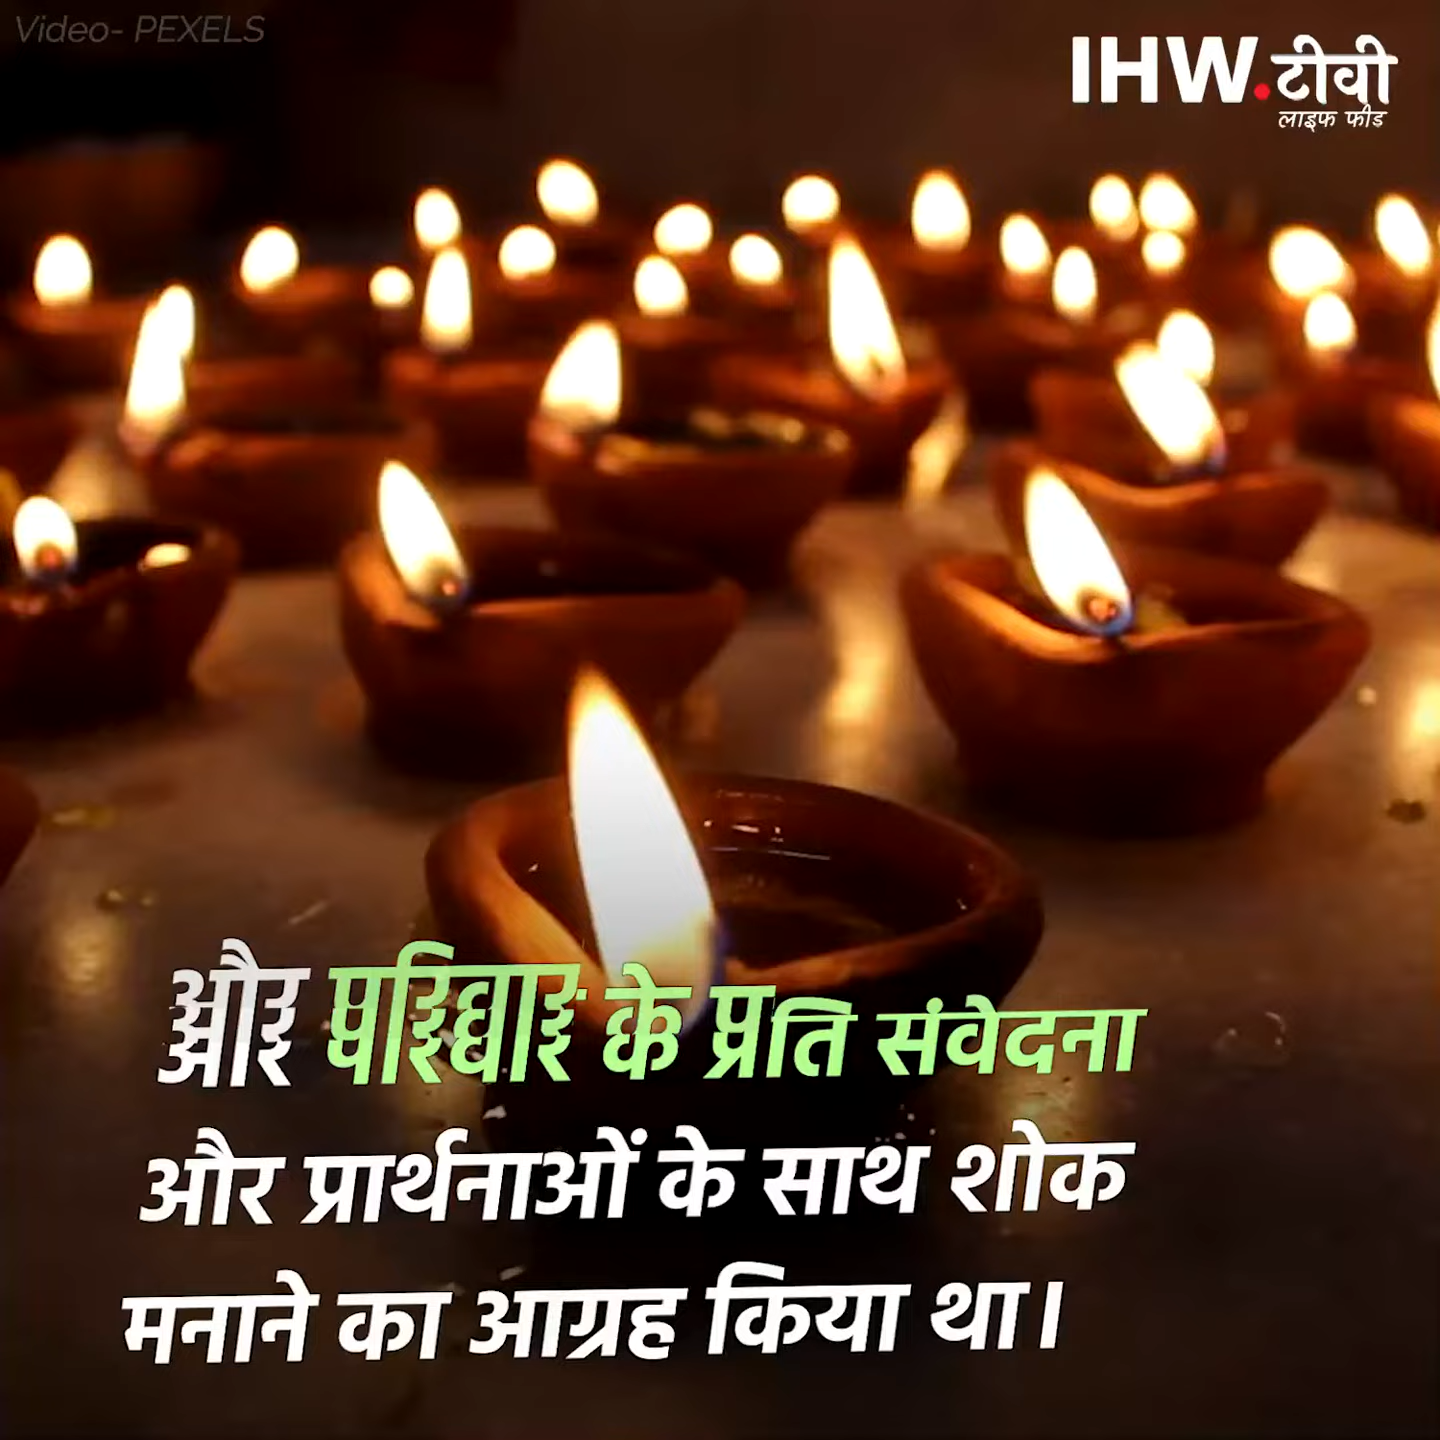 Video- PEXELS
IHW.टीवी
लाइफ फीड
और परिवार के प्रति संवेदना
और प्रार्थनाओं के साथ शोक
मनाने का आग्रह किया था।